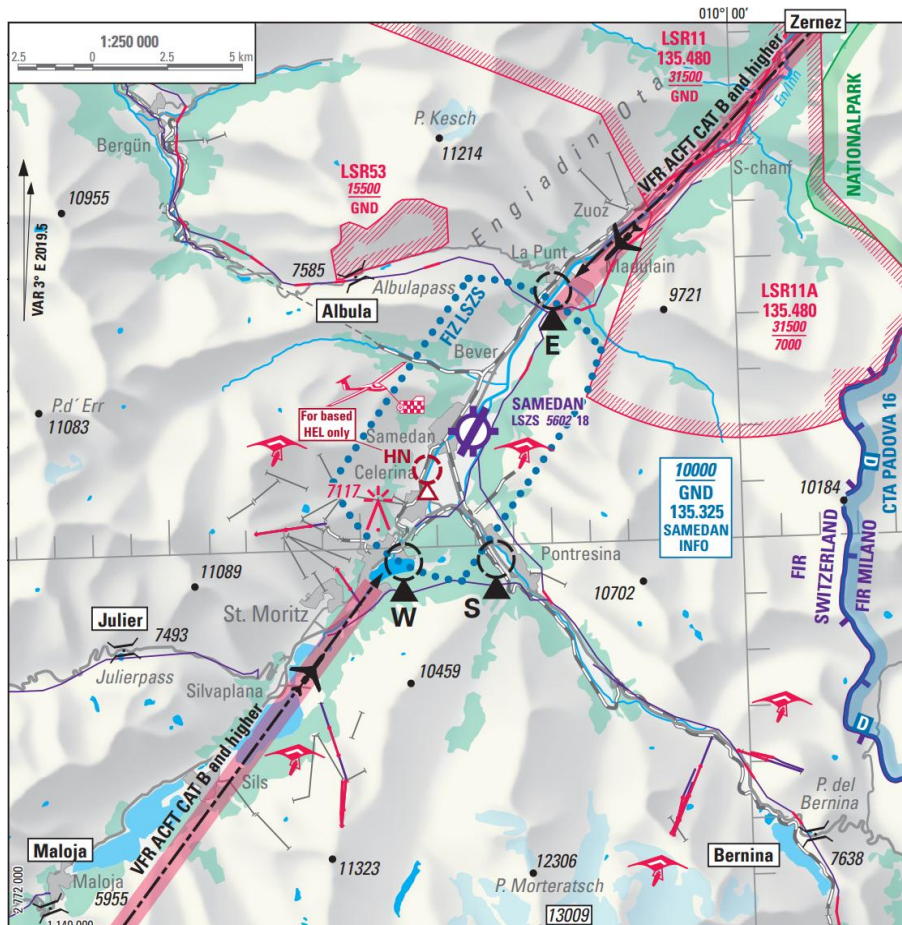 010° 00'
Zernez
1:250 000
2.5 0 2.5 5 km
LSR11
135.480
31500
GND
VFR ACFT CAT B and higher
En/Inn
NATIONALPARK
P. Kesch
11214
Bergün
Engiadin' Ota
S-chanf
LSR53
15500
GND
10955
Zuoz
VAR 3° E 2019.5
La Punt
Madulain
7585
Albulapass
Albula
FIZ LSZS
9721
LSR11A
135.480
31500
7000
Bever
E
P.d´ Err
11083
For based
HEL only
SAMEDAN
LSZS 5602 18
Samedan
HN
Celerina
7117
10000
GND
135.325
SAMEDAN
INFO
D
CTA PADOVA 16
10184
FIR
SWITZERLAND
FIR MILANO
Pontresina
11089
10702
St. Moritz
W
S
Julier
7493
Julierpass
Silvaplana
10459
D
VFR ACFT CAT B and higher
Sils
P. del
Bernina
Maloja
Maloja
5955
11323
12306
P. Morteratsch
13009
Bernina
7638
2 772 000